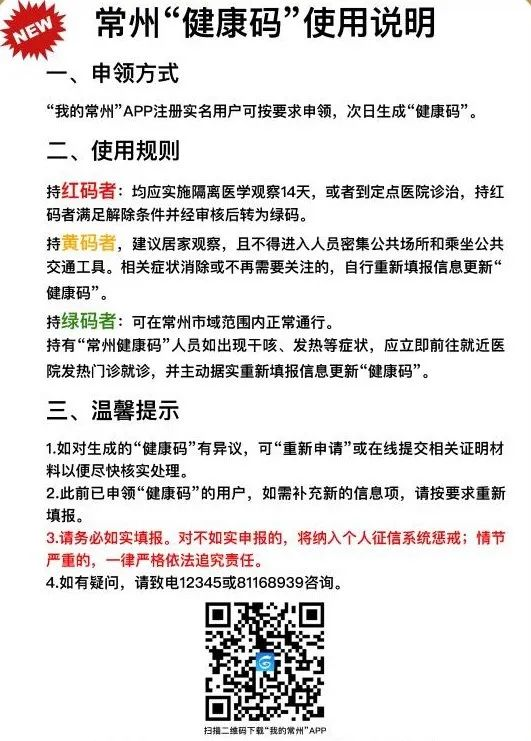 NEW
常州“健康码”使用说明
一、申领方式
“我的常州”APP注册实名用户可按要求申领，次日生成“健康码”。
二、使用规则
持红码者：均应实施隔离医学观察14天，或者到定点医院诊治，持红
码者满足解除条件并经审核后转为绿码。
持黄码者，建议居家观察，且不得进入人员密集公共场所和乘坐公共
交通工具。相关症状消除或不再需要关注的，自行重新填报信息更新“
健康码”。
持绿码者：可在常州市域范围内正常通行。
持有“常州健康码”人员如出现干咳、发热等症状，应立即前往就近医
院发热门诊就诊，并主动据实重新填报信息更新“健康码”。
三、温馨提示
1.如对生成的“健康码”有异议，可“重新申请”或在线提交相关证明材
料以便尽快核实处理。
2.此前已申领“健康码”的用户，如需补充新的信息项，请按要求重新
填报。
3.请务必如实填报。对不如实申报的，将纳入个人征信系统惩戒；情节
严重的，一律严格依法追究责任。
4.如有疑问，请致电12345或81168939咨询。
扫描二维码下载“我的常州”APP